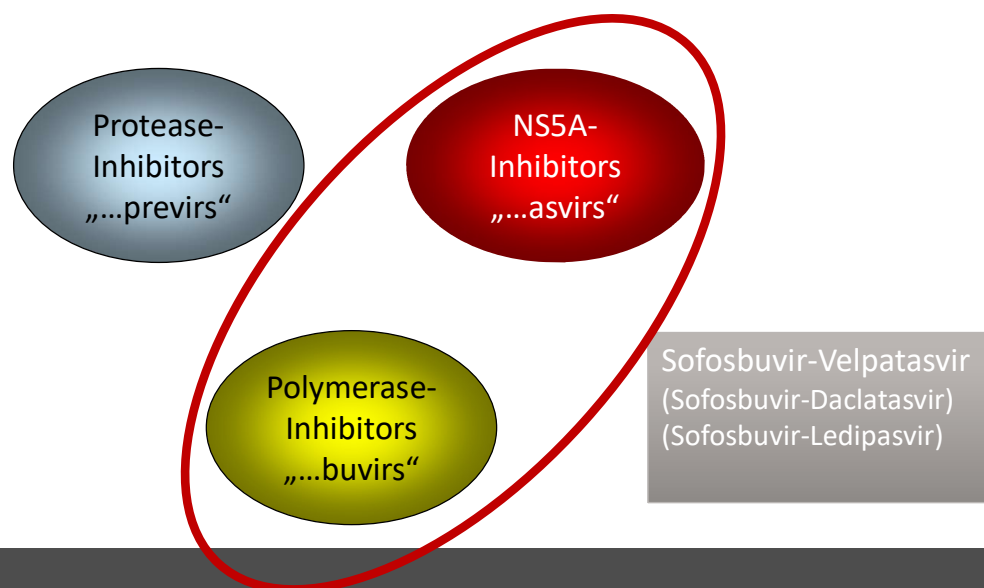 Protease-
Inhibitors
„...previrs“
NS5A-
Inhibitors
„...asvirs“
Polymerase-
Inhibitors
„...buvirs“
Sofosbuvir-Velpatasvir
(Sofosbuvir-Daclatasvir)
(Sofosbuvir-Ledipasvir)